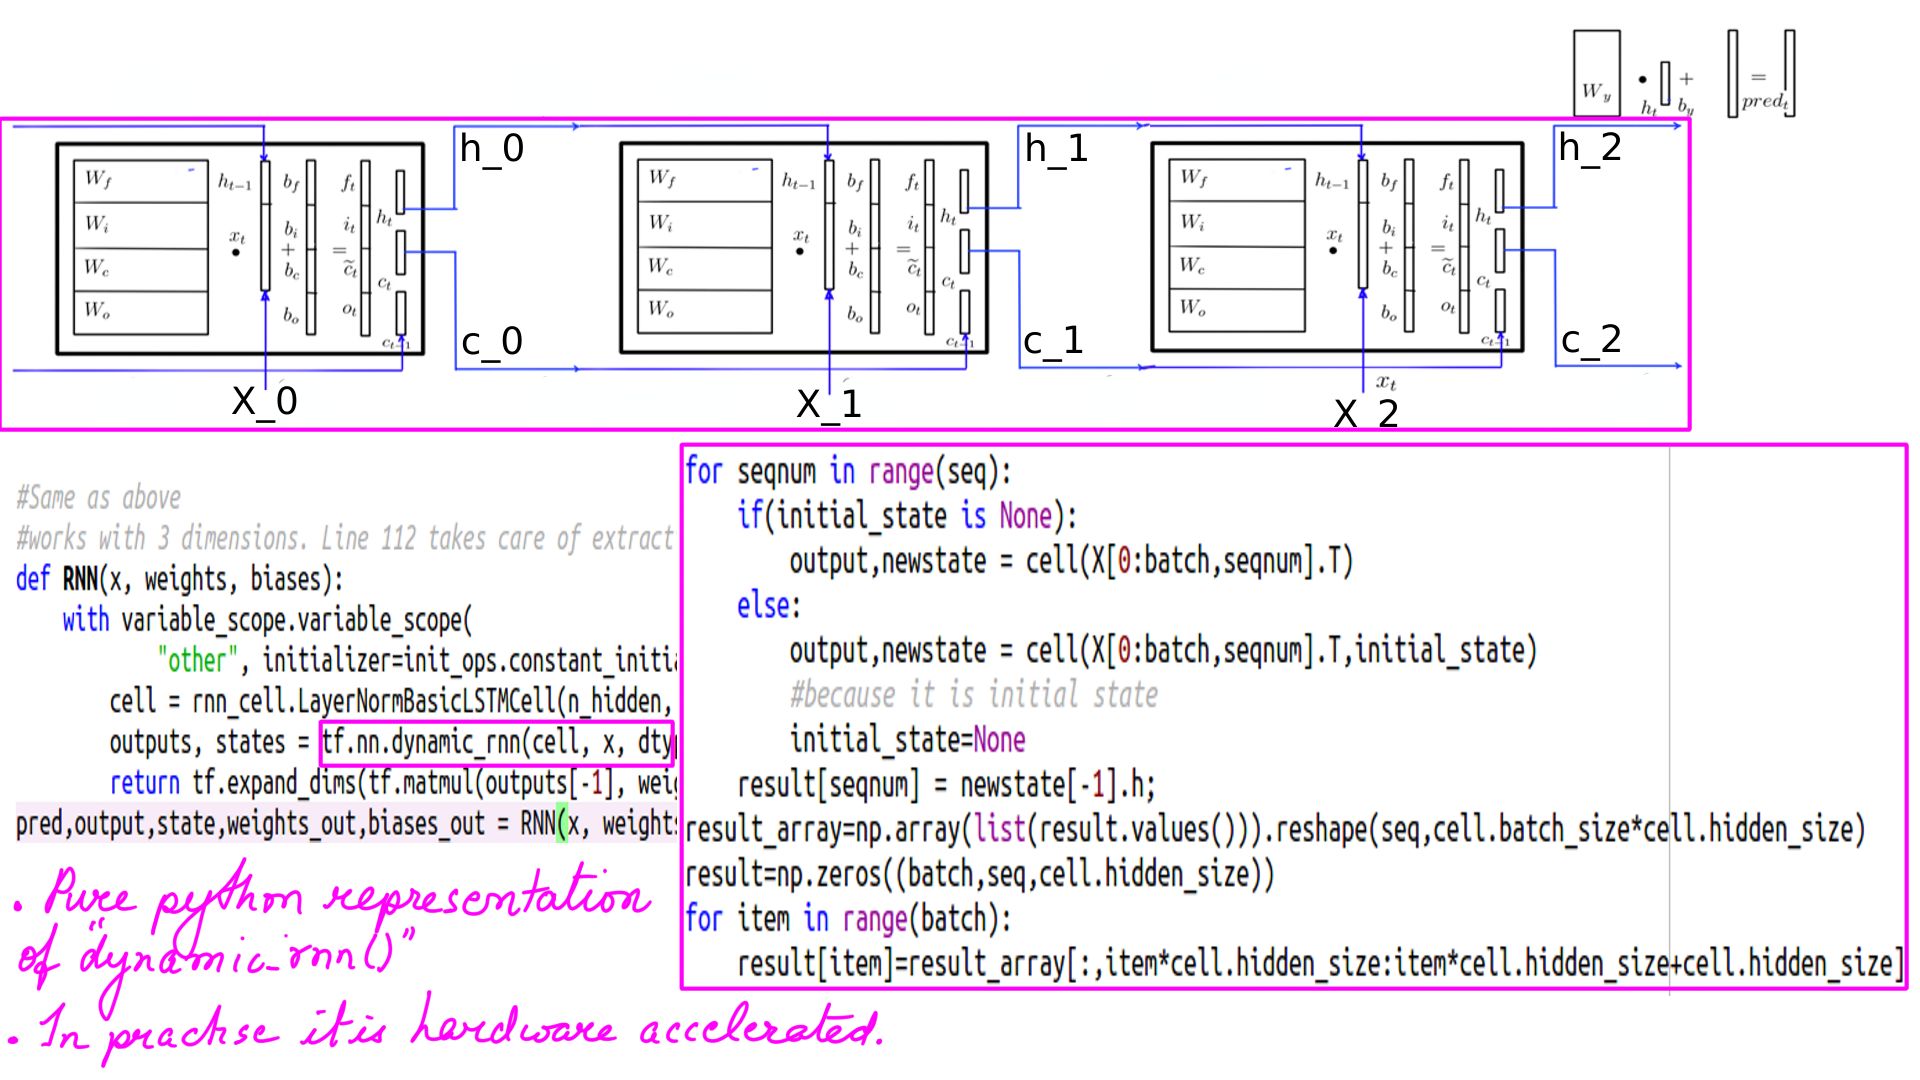 W_y • h_t + b_y = pred_t
h_0 h_1 h_2
W_f h_{t-1} b_f f_t W_f h_{t-1} b_f f_t W_f h_{t-1} b_f f_t
h_t h_t h_t
W_i x_t b_i i_t W_i x_t b_i i_t W_i x_t b_i i_t
• + = • + = • + =
W_c b_c c̃_t c_t W_c b_c c̃_t c_t W_c b_c c̃_t c_t
W_o b_o o_t W_o b_o o_t W_o b_o o_t
c_{t-1} c_{t-1} c_{t-1}
c_0 c_1 c_2
x_t
X_0 X_1 X_2
#Same as above
#works with 3 dimensions. Line 112 takes care of extract
def RNN(x, weights, biases):
with variable_scope.variable_scope(
"other", initializer=init_ops.constant_initi
cell = rnn_cell.LayerNormBasicLSTMCell(n_hidden,
outputs, states = tf.nn.dynamic_rnn(cell, x, dty
return tf.expand_dims(tf.matmul(outputs[-1], wei
pred,output,state,weights_out,biases_out = RNN(x, weights
for seqnum in range(seq):
if(initial_state is None):
output,newstate = cell(X[0:batch,seqnum].T)
else:
output,newstate = cell(X[0:batch,seqnum].T,initial_state)
#because it is initial state
initial_state=None
result[seqnum] = newstate[-1].h;
result_array=np.array(list(result.values())).reshape(seq,cell.batch_size*cell.hidden_size)
result=np.zeros((batch,seq,cell.hidden_size))
for item in range(batch):
result[item]=result_array[:,item*cell.hidden_size:item*cell.hidden_size+cell.hidden_size]
. Pure python representation
of "dynamic_rnn()"
. In practise it is hardware accelerated.